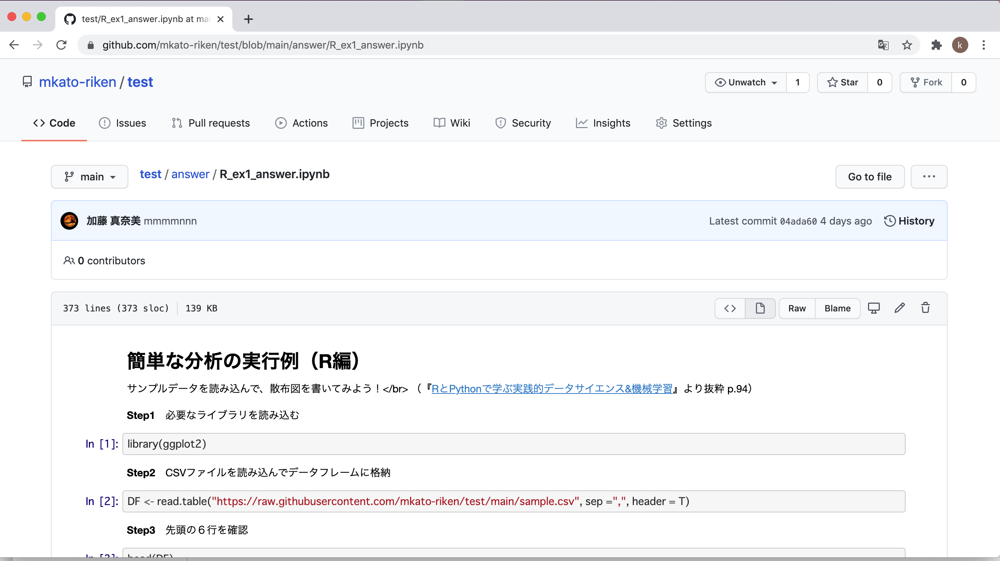 test/R_ex1_answer.ipynb at mai
github.com/mkato-riken/test/blob/main/answer/R_ex1_answer.ipynb
k
mkato-riken / test
Unwatch 1 Star 0 Fork 0
Code Issues Pull requests Actions Projects Wiki Security Insights Settings
main test / answer / R_ex1_answer.ipynb Go to file
加藤 真奈美 mmmmnnn Latest commit 04ada60 4 days ago History
0 contributors
373 lines (373 sloc) 139 KB Raw Blame
簡単な分析の実行例（R編）
サンプルデータを読み込んで、散布図を書いてみよう！</br> （『RとPythonで学ぶ実践的データサイエンス&機械学習』より抜粋 p.94）
Step1 必要なライブラリを読み込む
In [1]: library(ggplot2)
Step2 CSVファイルを読み込んでデータフレームに格納
In [2]: DF <- read.table("https://raw.githubusercontent.com/mkato-riken/test/main/sample.csv", sep =",", header = T)
Step3 先頭の６行を確認
In [3]: head(DF)